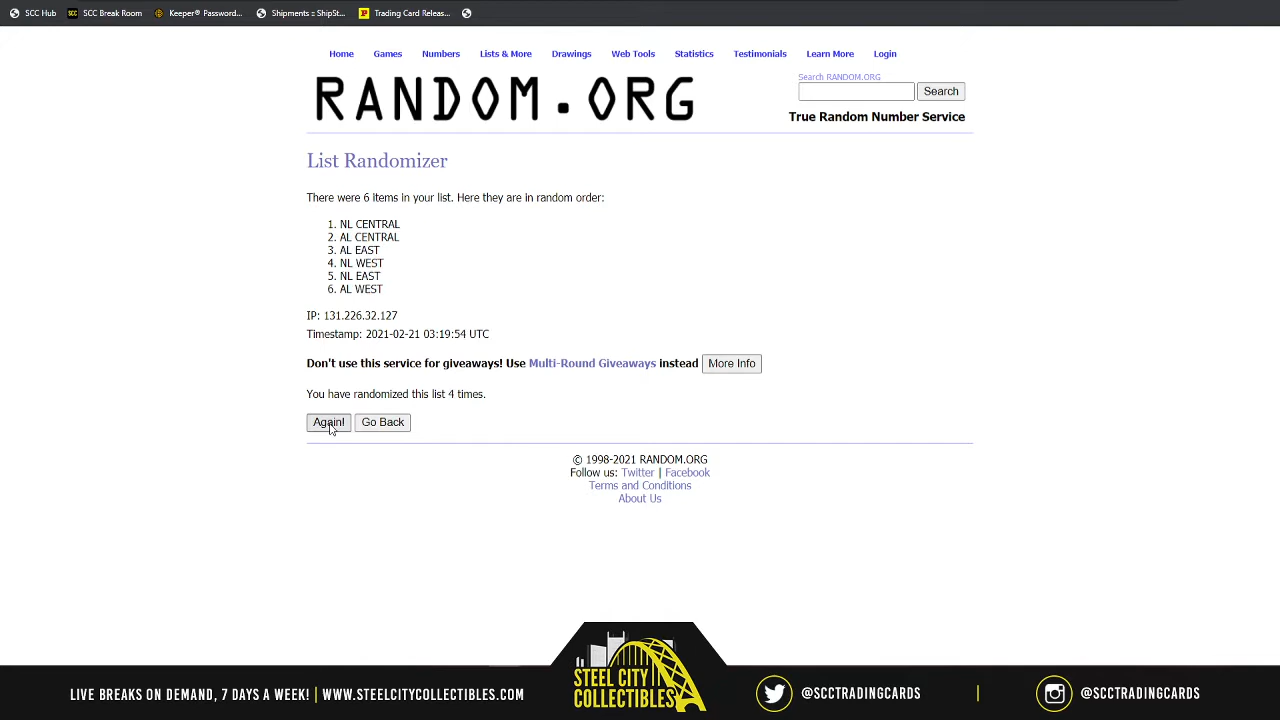 SCC Hub SCC Break Room Keeper® Password... Shipments :: ShipSt... Trading Card Releas...
Home Games Numbers Lists & More Drawings Web Tools Statistics Testimonials Learn More Login
RANDOM.ORG
Search RANDOM.ORG
Search
True Random Number Service
List Randomizer
There were 6 items in your list. Here they are in random order:
1. NL CENTRAL
2. AL CENTRAL
3. AL EAST
4. NL WEST
5. NL EAST
6. AL WEST
IP: 131.226.32.127
Timestamp: 2021-02-21 03:19:54 UTC
Don't use this service for giveaways! Use Multi-Round Giveaways instead More Info
You have randomized this list 4 times.
Again! Go Back
© 1998-2021 RANDOM.ORG
Follow us: Twitter | Facebook
Terms and Conditions
About Us
LIVE BREAKS ON DEMAND, 7 DAYS A WEEK! | WWW.STEELCITYCOLLECTIBLES.COM
STEEL CITY
COLLECTIBLES
@SCCTRADINGCARDS | @SCCTRADINGCARDS